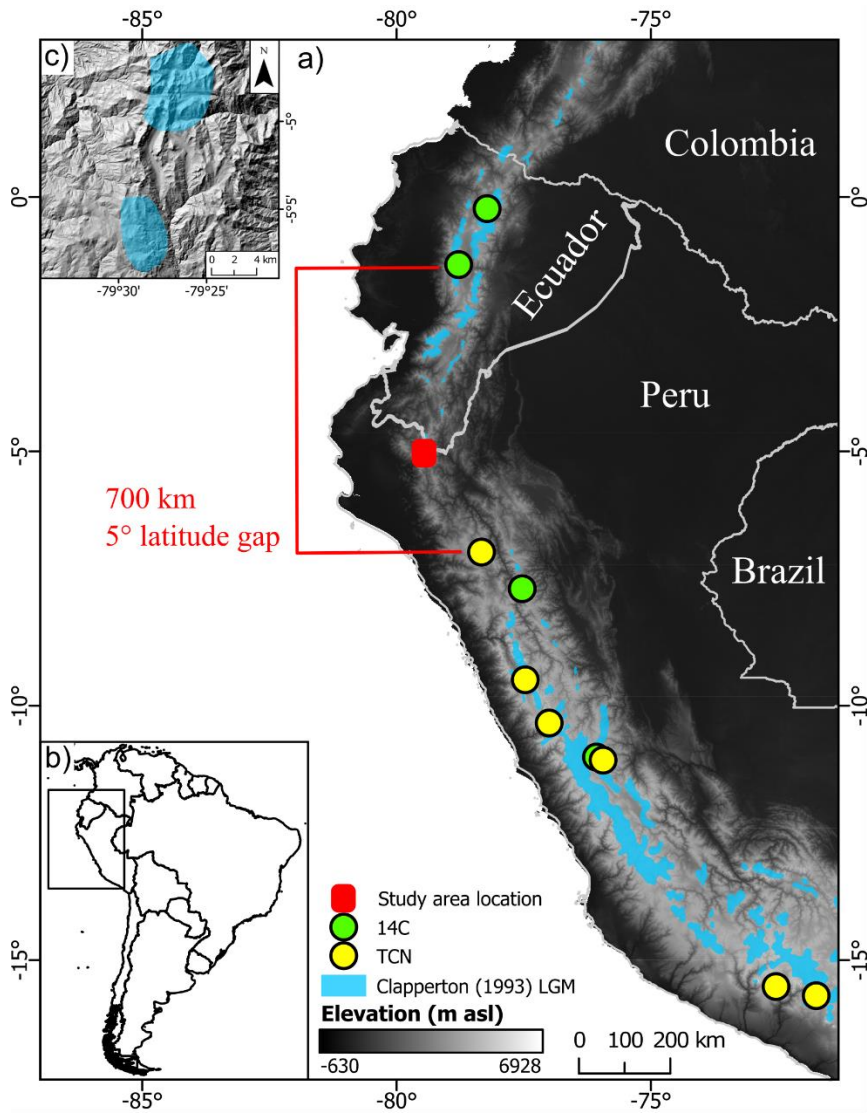 -85°
-80°
-75°
c)
N
a)
-5°
-5°5'
0 2 4 km
-79°30'
-79°25'
Colombia
0°
0°
Ecuador
Peru
-5°
-5°
700 km
5° latitude gap
Brazil
-10°
-10°
b)
Study area location
14C
TCN
-15°
-15°
Clapperton (1993) LGM
Elevation (m asl)
-630
6928
0 100 200 km
-85°
-80°
-75°